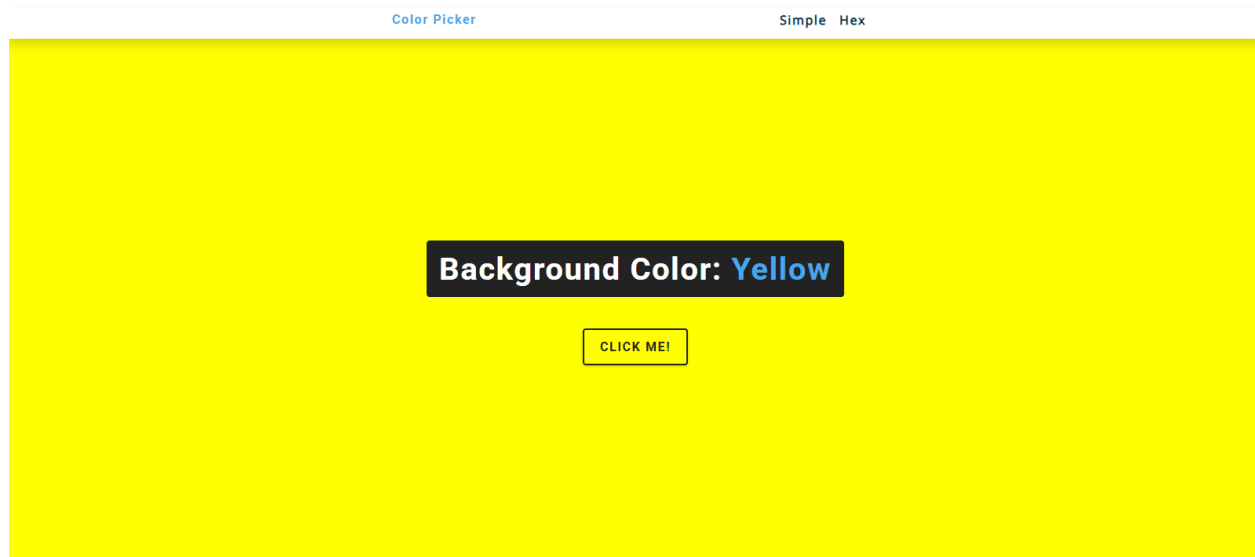 Color Picker
Simple Hex
Background Color: Yellow
CLICK ME!